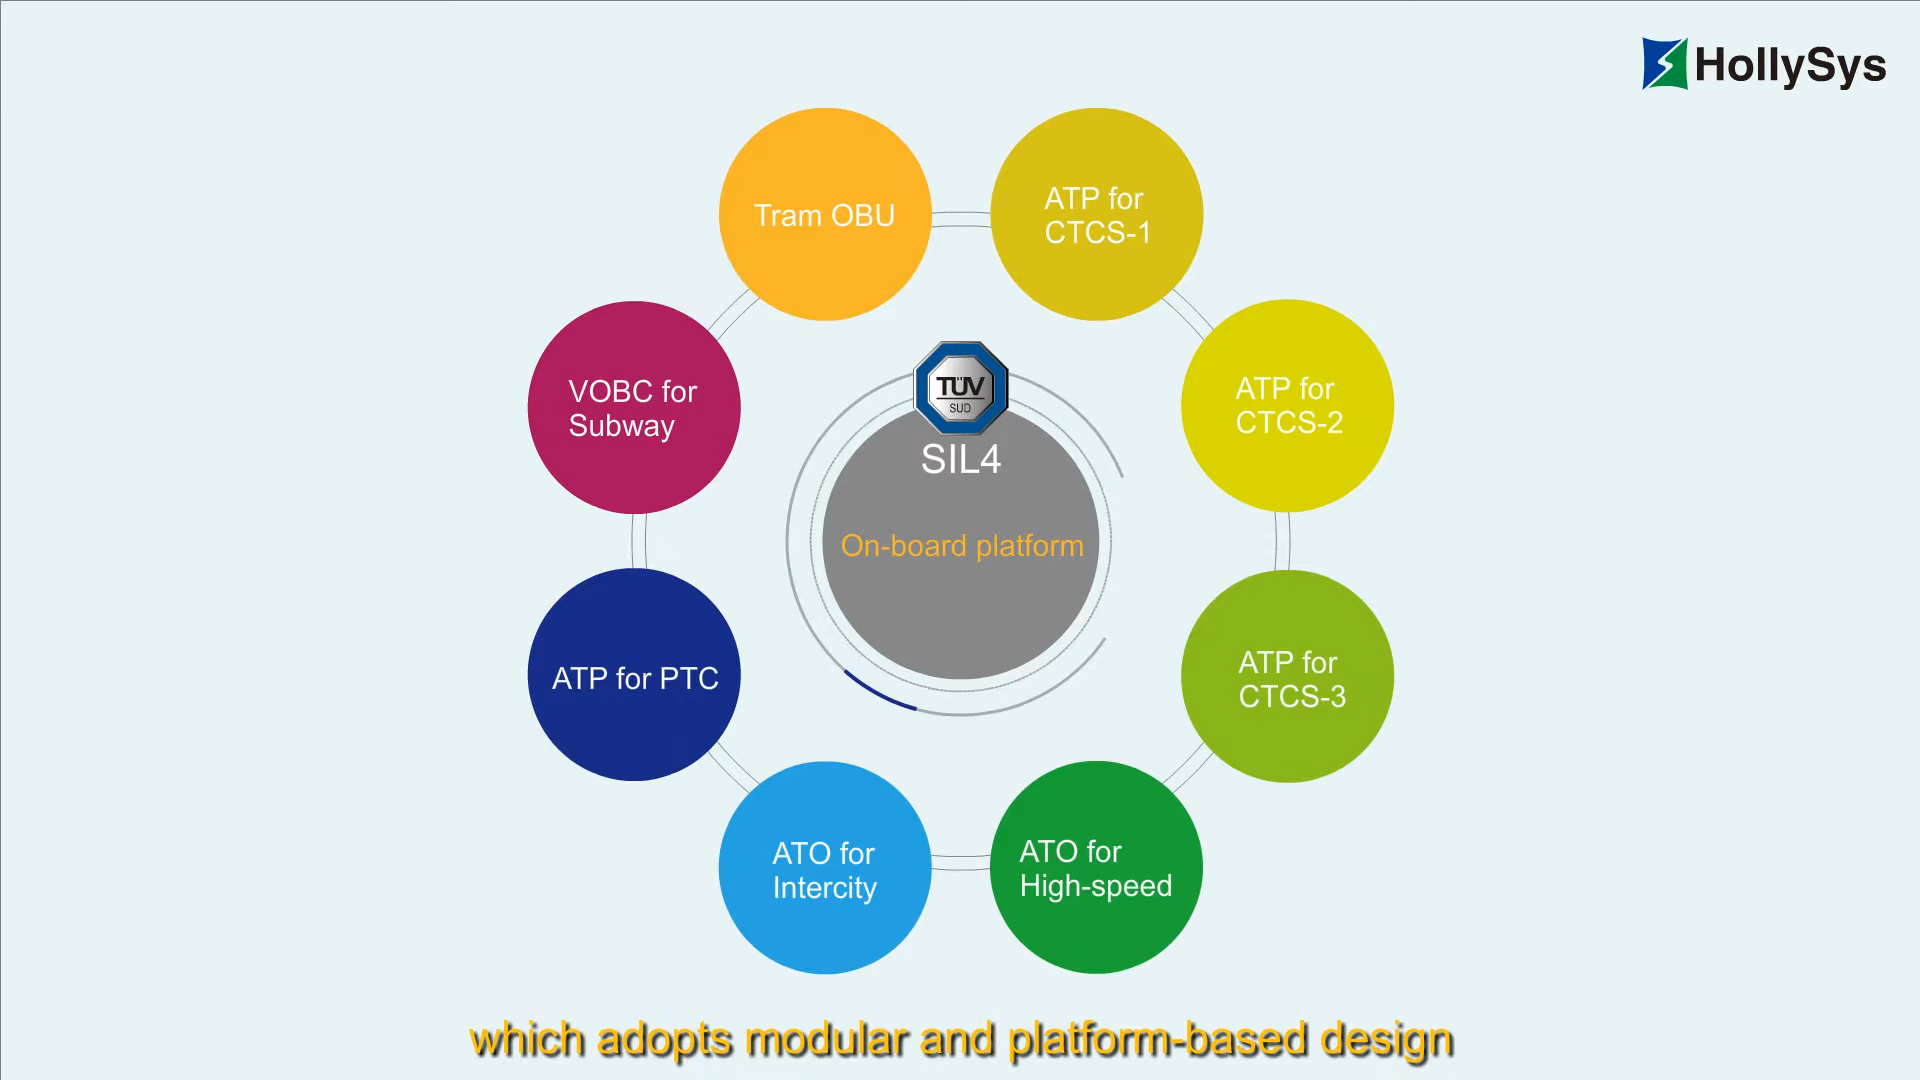 HollySys
Tram OBU
ATP for
CTCS-1
ATP for
CTCS-2
ATP for
CTCS-3
ATO for
High-speed
ATO for
Intercity
ATP for PTC
VOBC for
Subway
TÜV
SUD
SIL4
On-board platform
which adopts modular and platform-based design